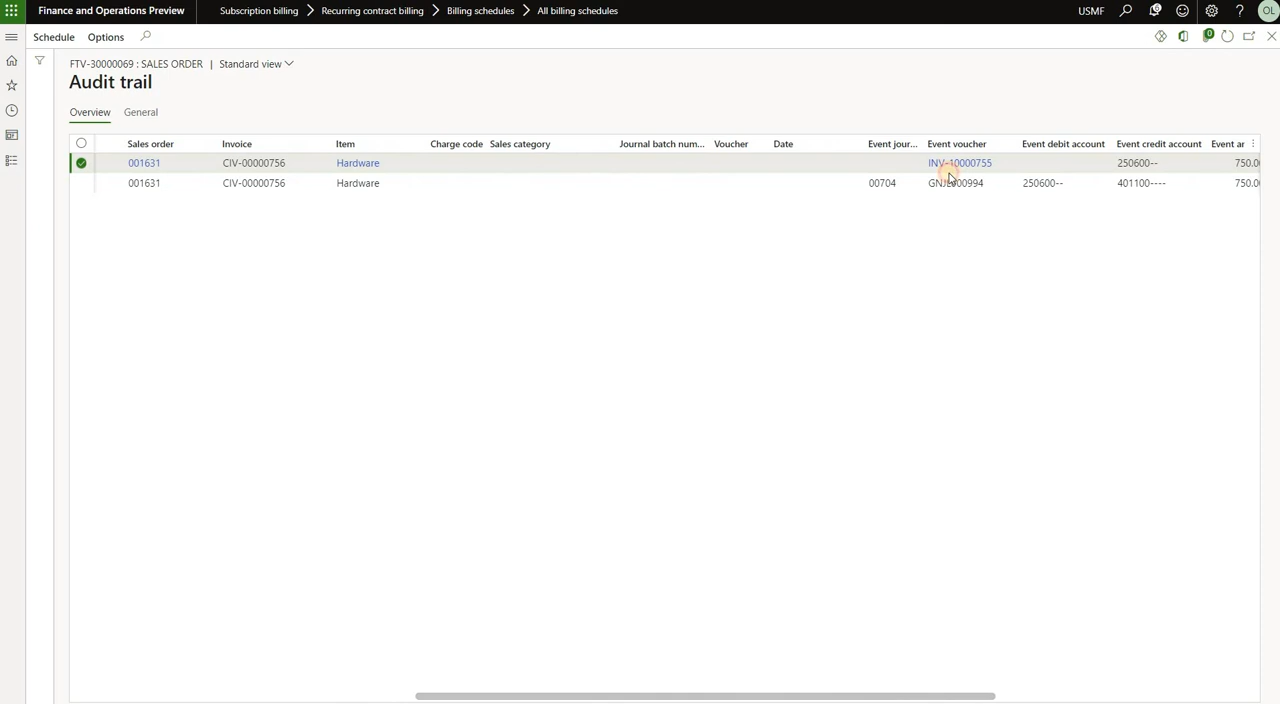 Finance and Operations Preview
Subscription billing > Recurring contract billing > Billing schedules > All billing schedules
USMF
6
?
OL
Schedule Options
0
FTV-30000069 : SALES ORDER | Standard view
Audit trail
Overview General
Sales order Invoice Item Charge code Sales category Journal batch num... Voucher Date Event jour... Event voucher Event debit account Event credit account Event ar
001631 CIV-00000756 Hardware INV-10000755 250600-- 750.00
001631 CIV-00000756 Hardware 00704 250600-- 401100---- 750.00